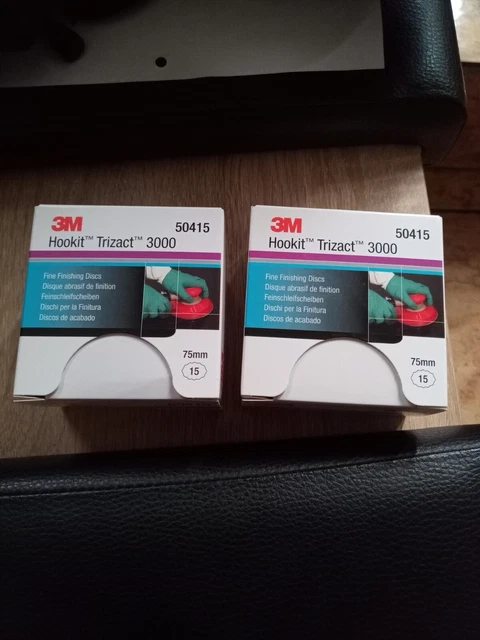 3M
50415
Hookit™ Trizact™ 3000
Fine Finishing Discs
Disque abrasif de finition
Feinschleifscheiben
Dischi per la Finitura
Discos de acabado
75mm
15
3M
50415
Hookit™ Trizact™ 3000
Fine Finishing Discs
Disque abrasif de finition
Feinschleifscheiben
Dischi per la Finitura
Discos de acabado
75mm
15